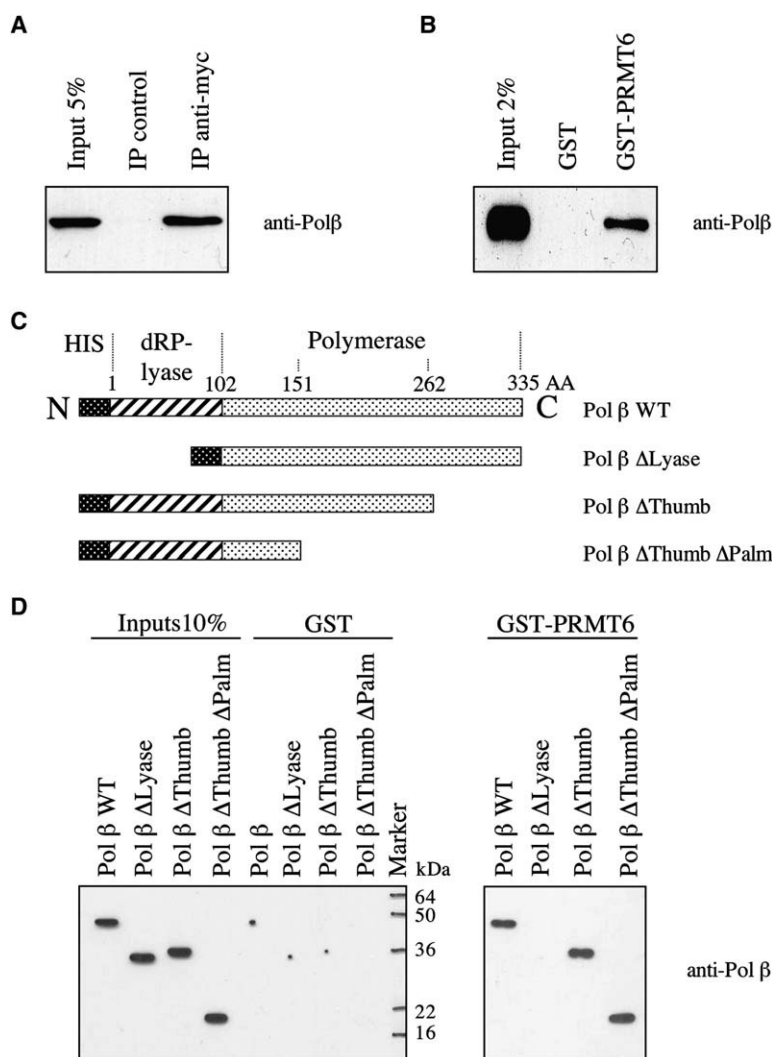 A
Input 5%
IP control
IP anti-myc
anti-Polβ
B
Input 2%
GST
GST-PRMT6
anti-Polβ
C
HIS
dRP-
lyase
Polymerase
1
102
151
262
335 AA
N
C
Pol β WT
Pol β ΔLyase
Pol β ΔThumb
Pol β ΔThumb ΔPalm
D
Inputs10%
GST
GST-PRMT6
Pol β WT
Pol β ΔLyase
Pol β ΔThumb
Pol β ΔThumb ΔPalm
Pol β
Pol β ΔLyase
Pol β ΔThumb
Pol β ΔThumb ΔPalm
Marker
kDa
64
50
36
22
16
Pol β WT
Pol β ΔLyase
Pol β ΔThumb
Pol β ΔThumb ΔPalm
anti-Pol β